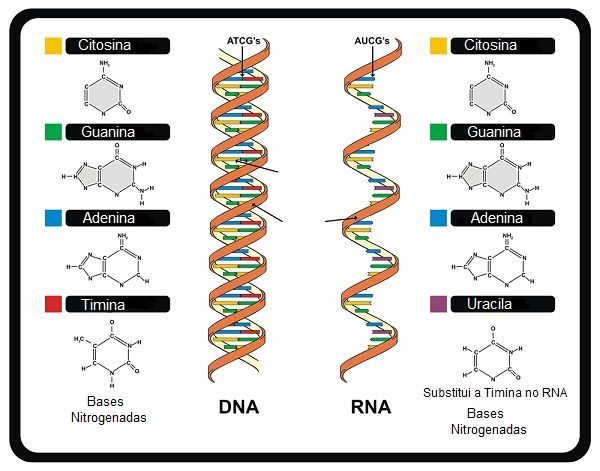 Citosina
Guanina
Adenina
Timina
Bases
Nitrogenadas
ATCG's
DNA
AUCG's
RNA
Citosina
Guanina
Adenina
Uracila
Substitui a Timina no RNA
Bases
Nitrogenadas